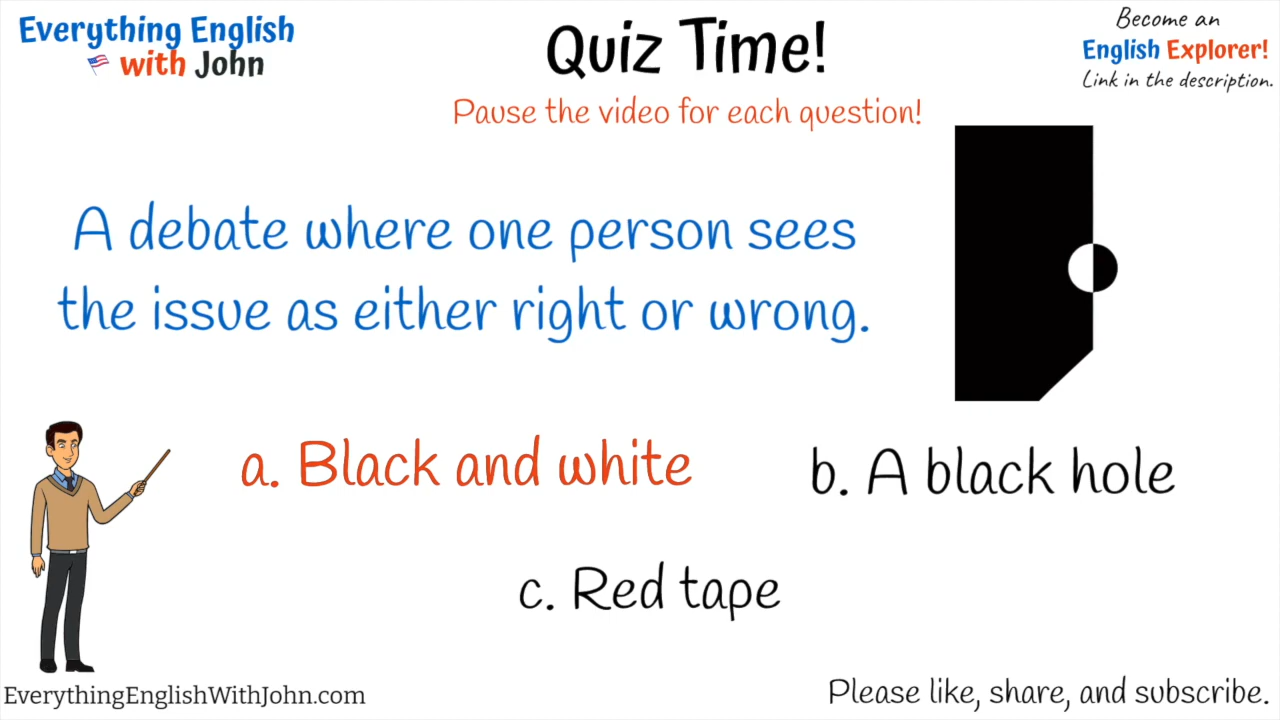 Everything English
with John
Quiz Time!
Pause the video for each question!
Become an
English Explorer!
Link in the description.
A debate where one person sees
the issue as either right or wrong.
a. Black and white
b. A black hole
c. Red tape
EverythingEnglishWithJohn.com
Please like, share, and subscribe.